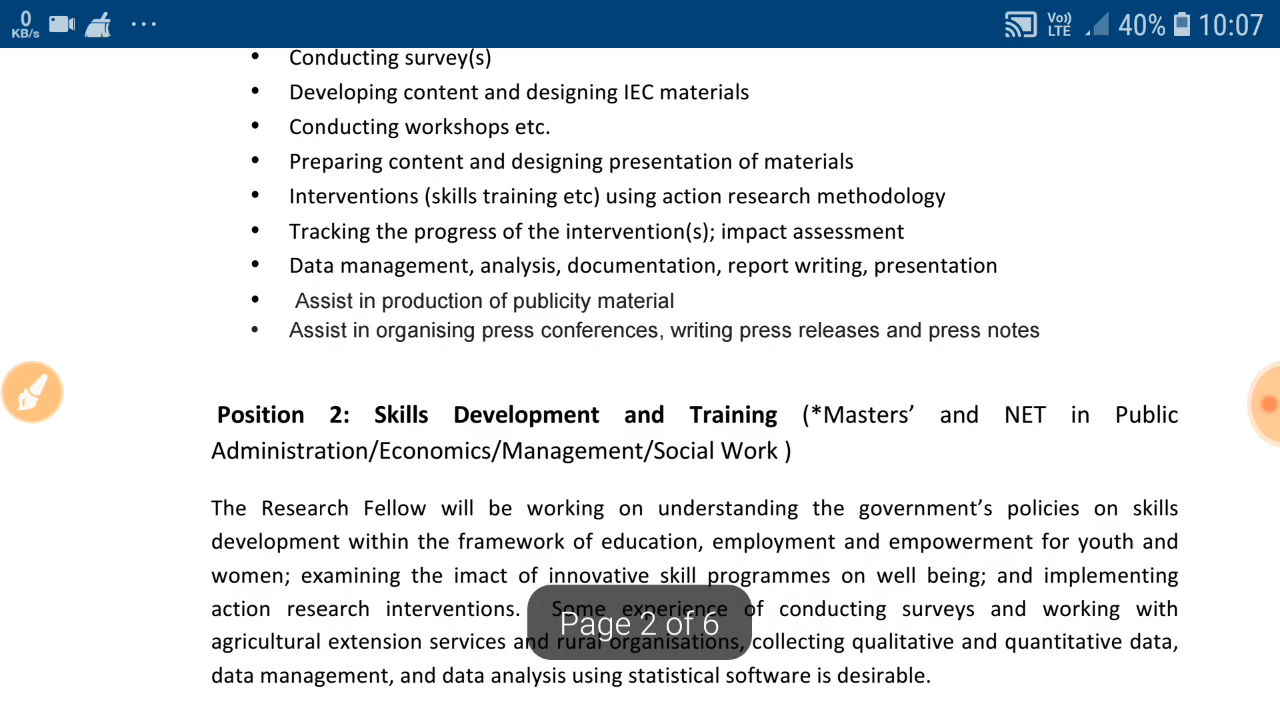 0
KB/s
...
Vo))
LTE
40%
10:07
• Conducting survey(s)
• Developing content and designing IEC materials
• Conducting workshops etc.
• Preparing content and designing presentation of materials
• Interventions (skills training etc) using action research methodology
• Tracking the progress of the intervention(s); impact assessment
• Data management, analysis, documentation, report writing, presentation
• Assist in production of publicity material
• Assist in organising press conferences, writing press releases and press notes
Position 2: Skills Development and Training (*Masters’ and NET in Public
Administration/Economics/Management/Social Work )
The Research Fellow will be working on understanding the government’s policies on skills
development within the framework of education, employment and empowerment for youth and
women; examining the imact of innovative skill programmes on well being; and implementing
action research interventions. Some experience of conducting surveys and working with
agricultural extension services and rural organisations, collecting qualitative and quantitative data,
data management, and data analysis using statistical software is desirable.
Page 2 of 6